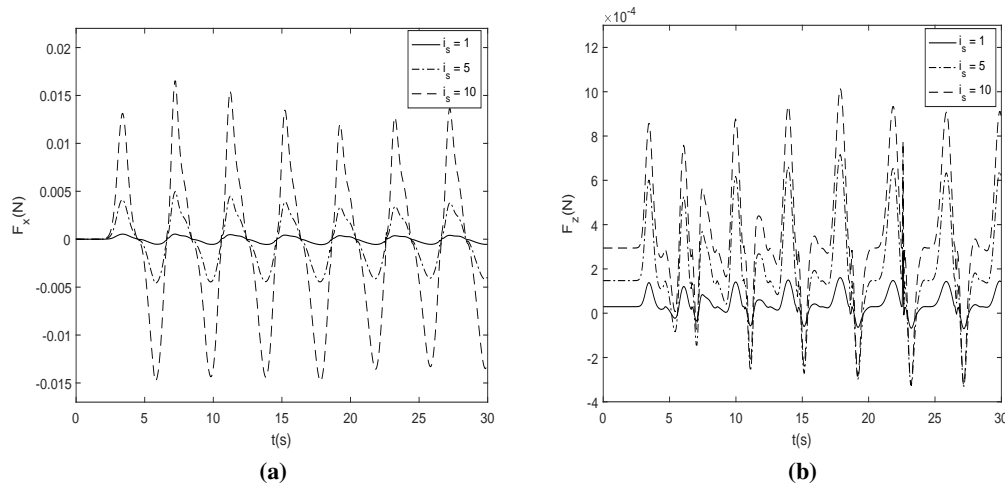 0.02
0.015
0.01
0.005
0
-0.005
-0.01
-0.015
0 5 10 15 20 25 30
F_x(N)
t(s)
i_s = 1
i_s = 5
i_s = 10
(a)
×10^-4
12
10
8
6
4
2
0
-2
-4
0 5 10 15 20 25 30
F_z(N)
t(s)
i_s = 1
i_s = 5
i_s = 10
(b)